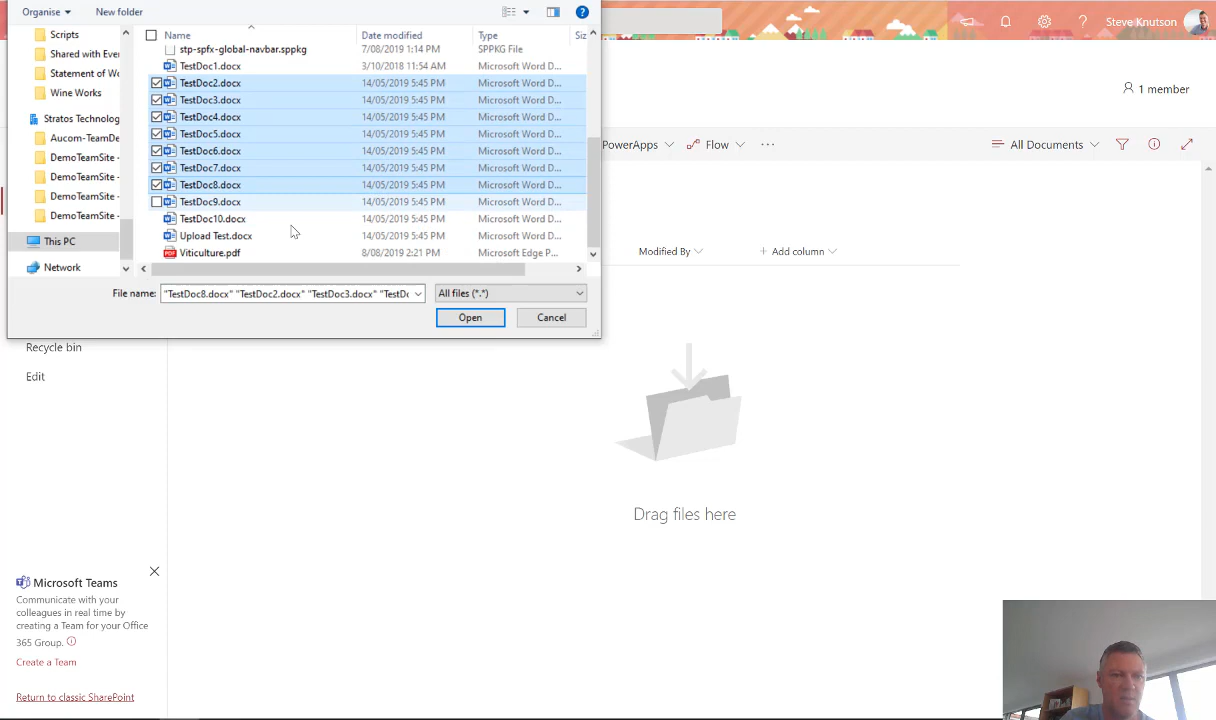 Organise New folder
Steve Knutson
Scripts
Shared with Ever
Statement of Wo
Wine Works
Stratos Technolog
Aucom-TeamDe
DemoTeamSite -
DemoTeamSite -
DemoTeamSite -
DemoTeamSite -
This PC
Network
Name Date modified Type Siz
stp-spfx-global-navbar.sppkg 7/08/2019 1:14 PM SPPKG File
TestDoc1.docx 3/10/2018 11:54 AM Microsoft Word D...
TestDoc2.docx 14/05/2019 5:45 PM Microsoft Word D...
TestDoc3.docx 14/05/2019 5:45 PM Microsoft Word D...
TestDoc4.docx 14/05/2019 5:45 PM Microsoft Word D...
TestDoc5.docx 14/05/2019 5:45 PM Microsoft Word D...
TestDoc6.docx 14/05/2019 5:45 PM Microsoft Word D...
TestDoc7.docx 14/05/2019 5:45 PM Microsoft Word D...
TestDoc8.docx 14/05/2019 5:45 PM Microsoft Word D...
TestDoc9.docx 14/05/2019 5:45 PM Microsoft Word D...
TestDoc10.docx 14/05/2019 5:45 PM Microsoft Word D...
Upload Test.docx 14/05/2019 5:45 PM Microsoft Word D...
Viticulture.pdf 8/08/2019 2:21 PM Microsoft Edge P...
File name: "TestDoc8.docx" "TestDoc2.docx" "TestDoc3.docx" "TestDc All files (*.*)
Open Cancel
1 member
PowerApps Flow ··· All Documents
Modified By + Add column
Recycle bin
Edit
Drag files here
Microsoft Teams
Communicate with your
colleagues in real time by
creating a Team for your Office
365 Group.
Create a Team
Return to classic SharePoint